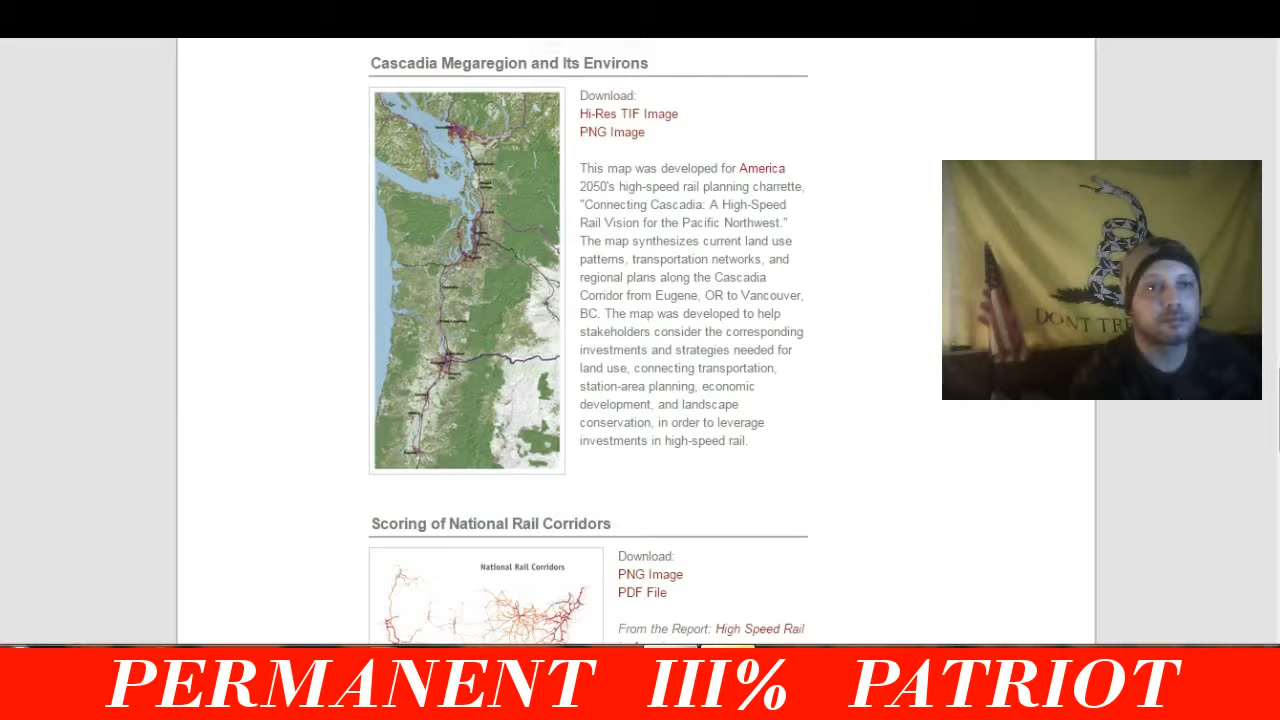 Cascadia Megaregion and Its Environs
Download:
Hi-Res TIF Image
PNG Image
This map was developed for America
2050's high-speed rail planning charrette,
"Connecting Cascadia: A High-Speed
Rail Vision for the Pacific Northwest."
The map synthesizes current land use
patterns, transportation networks, and
regional plans along the Cascadia
Corridor from Eugene, OR to Vancouver,
BC. The map was developed to help
stakeholders consider the corresponding
investments and strategies needed for
land use, connecting transportation,
station-area planning, economic
development, and landscape
conservation, in order to leverage
investments in high-speed rail.
DON'T
Scoring of National Rail Corridors
National Rail Corridors
Download:
PNG Image
PDF File
From the Report: High Speed Rail
PERMANENT III% PATRIOT